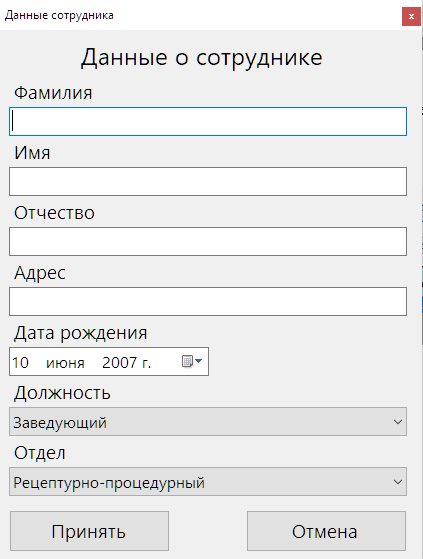 Данные сотрудника
x
Данные о сотруднике
Фамилия
Имя
Отчество
Адрес
Дата рождения
10 июня 2007 г.
Должность
Заведующий
Отдел
Рецептурно-процедурный
Принять Отмена